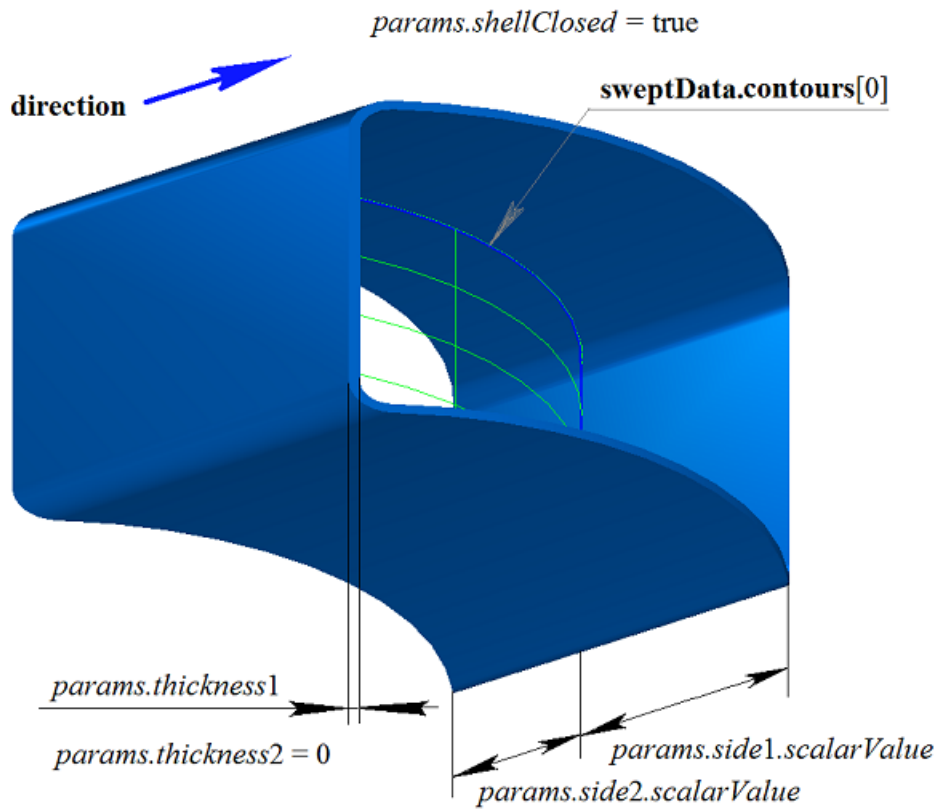 params.shellClosed = true
direction
sweptData.contours[0]
params.thickness1
params.thickness2 = 0
params.side1.scalarValue
params.side2.scalarValue